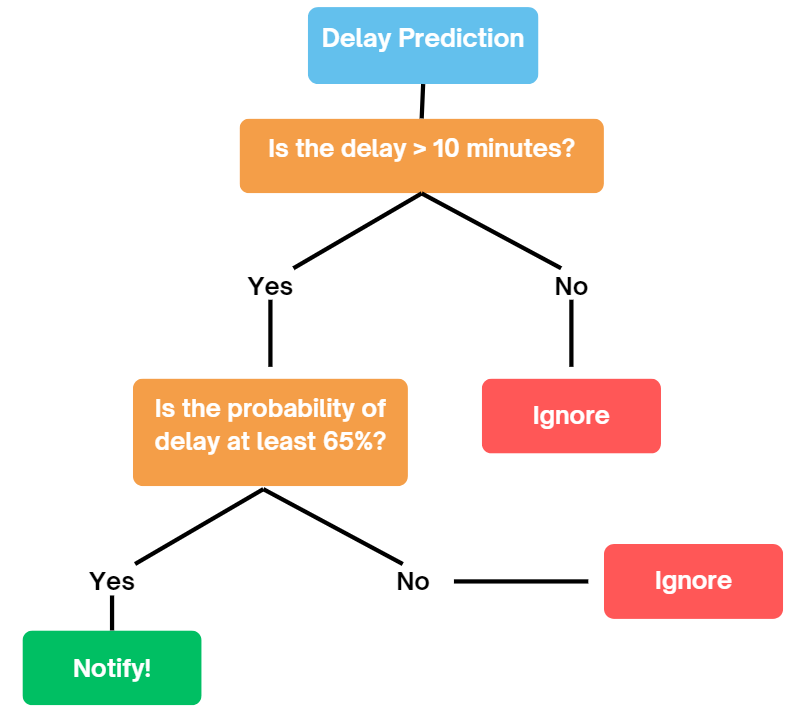 Delay Prediction
Is the delay > 10 minutes?
Yes
No
Is the probability of
delay at least 65%?
Ignore
Yes
No
Ignore
Notify!